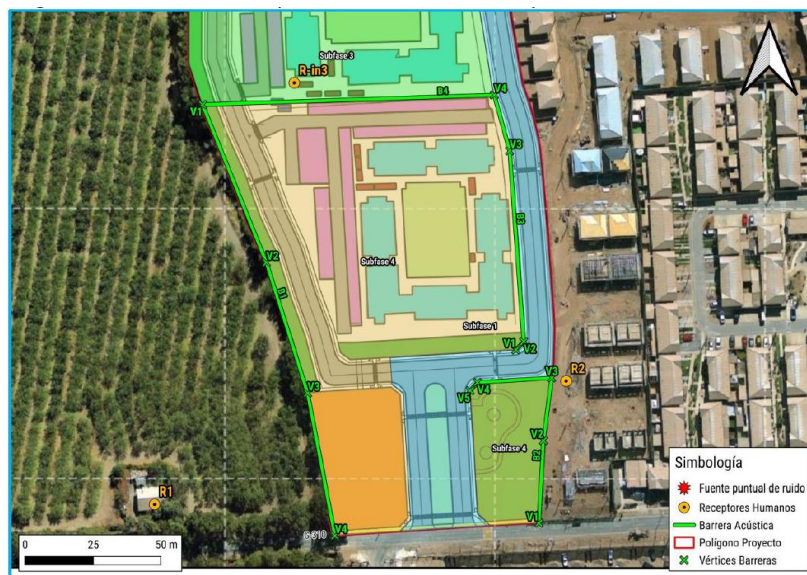 Subfase 3
R-in3
B4
V4
V1
V3
B3
V2
B1
Subfase 4
Subfase 1
V1
V2
V3
V3
R2
V4
V5
V2
Subfase 4
B2
R1
V1
V4
G-310
0 25 50 m
Simbología
Fuente puntual de ruido
Receptores Humanos
Barrera Acústica
Polígono Proyecto
Vértices Barreras